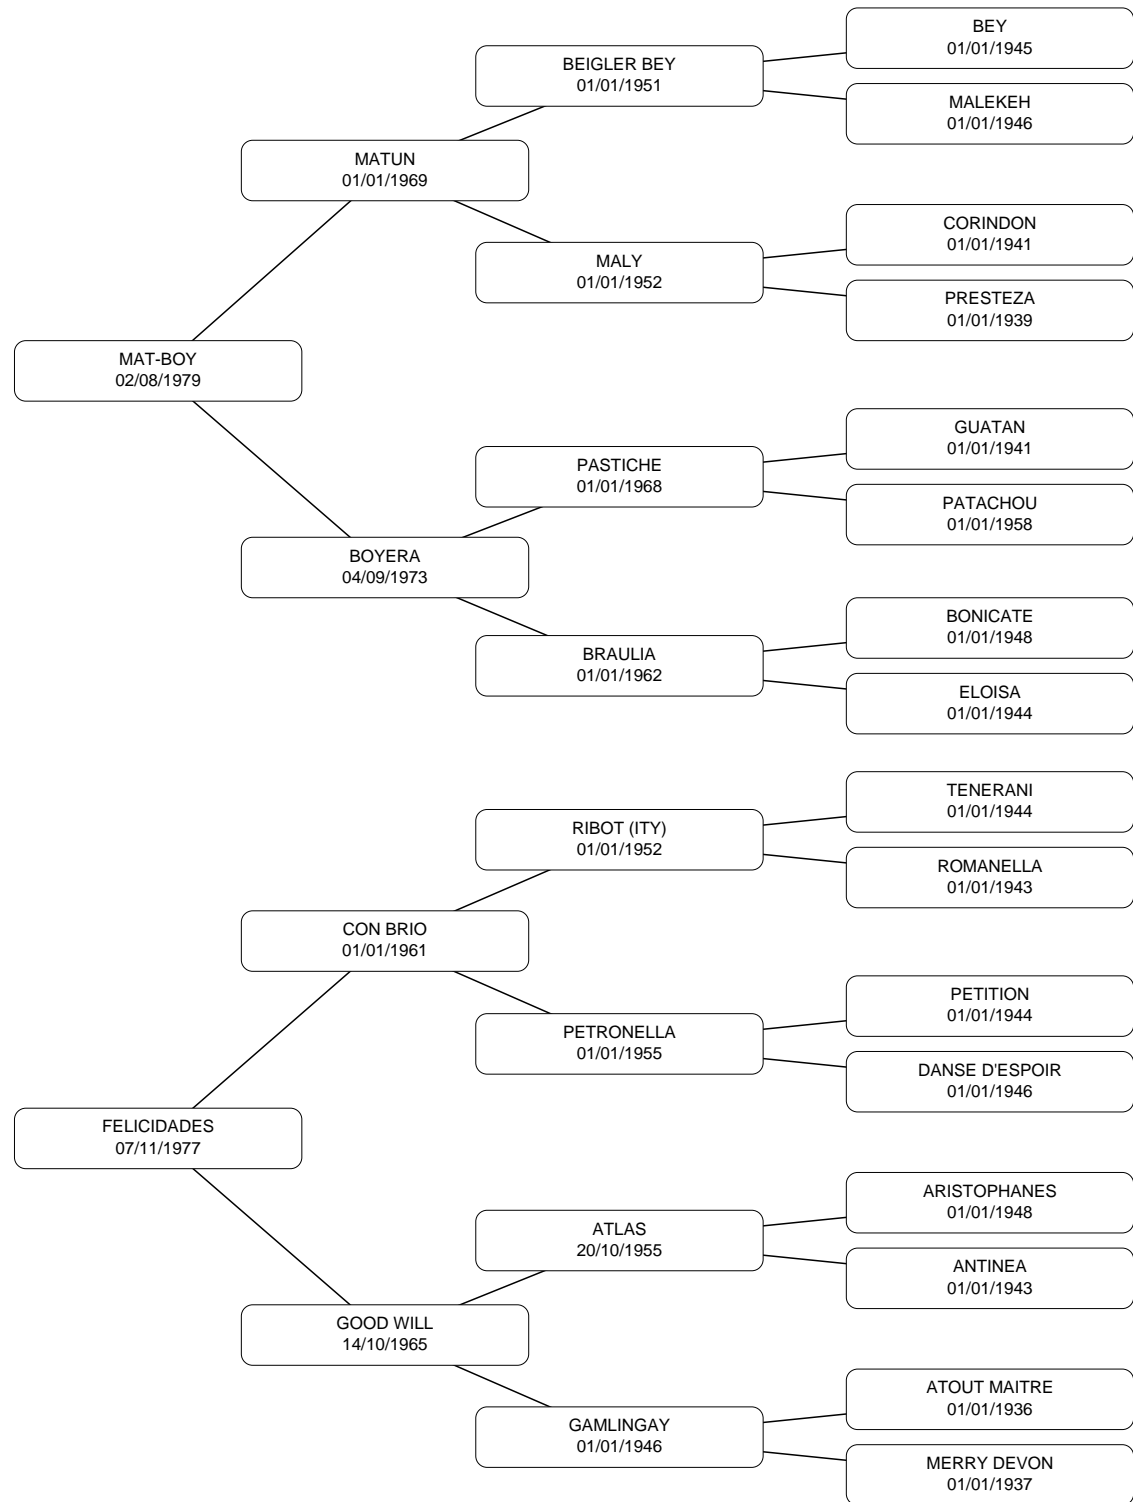 BEY
01/01/1945
BEIGLER BEY
01/01/1951
MALEKEH
01/01/1946
MATUN
01/01/1969
CORINDON
01/01/1941
MALY
01/01/1952
PRESTEZA
01/01/1939
MAT-BOY
02/08/1979
GUATAN
01/01/1941
PASTICHE
01/01/1968
PATACHOU
01/01/1958
BOYERA
04/09/1973
BONICATE
01/01/1948
BRAULIA
01/01/1962
ELOISA
01/01/1944
TENERANI
01/01/1944
RIBOT (ITY)
01/01/1952
ROMANELLA
01/01/1943
CON BRIO
01/01/1961
PETITION
01/01/1944
PETRONELLA
01/01/1955
DANSE D'ESPOIR
01/01/1946
FELICIDADES
07/11/1977
ARISTOPHANES
01/01/1948
ATLAS
20/10/1955
ANTINEA
01/01/1943
GOOD WILL
14/10/1965
ATOUT MAITRE
01/01/1936
GAMLINGAY
01/01/1946
MERRY DEVON
01/01/1937